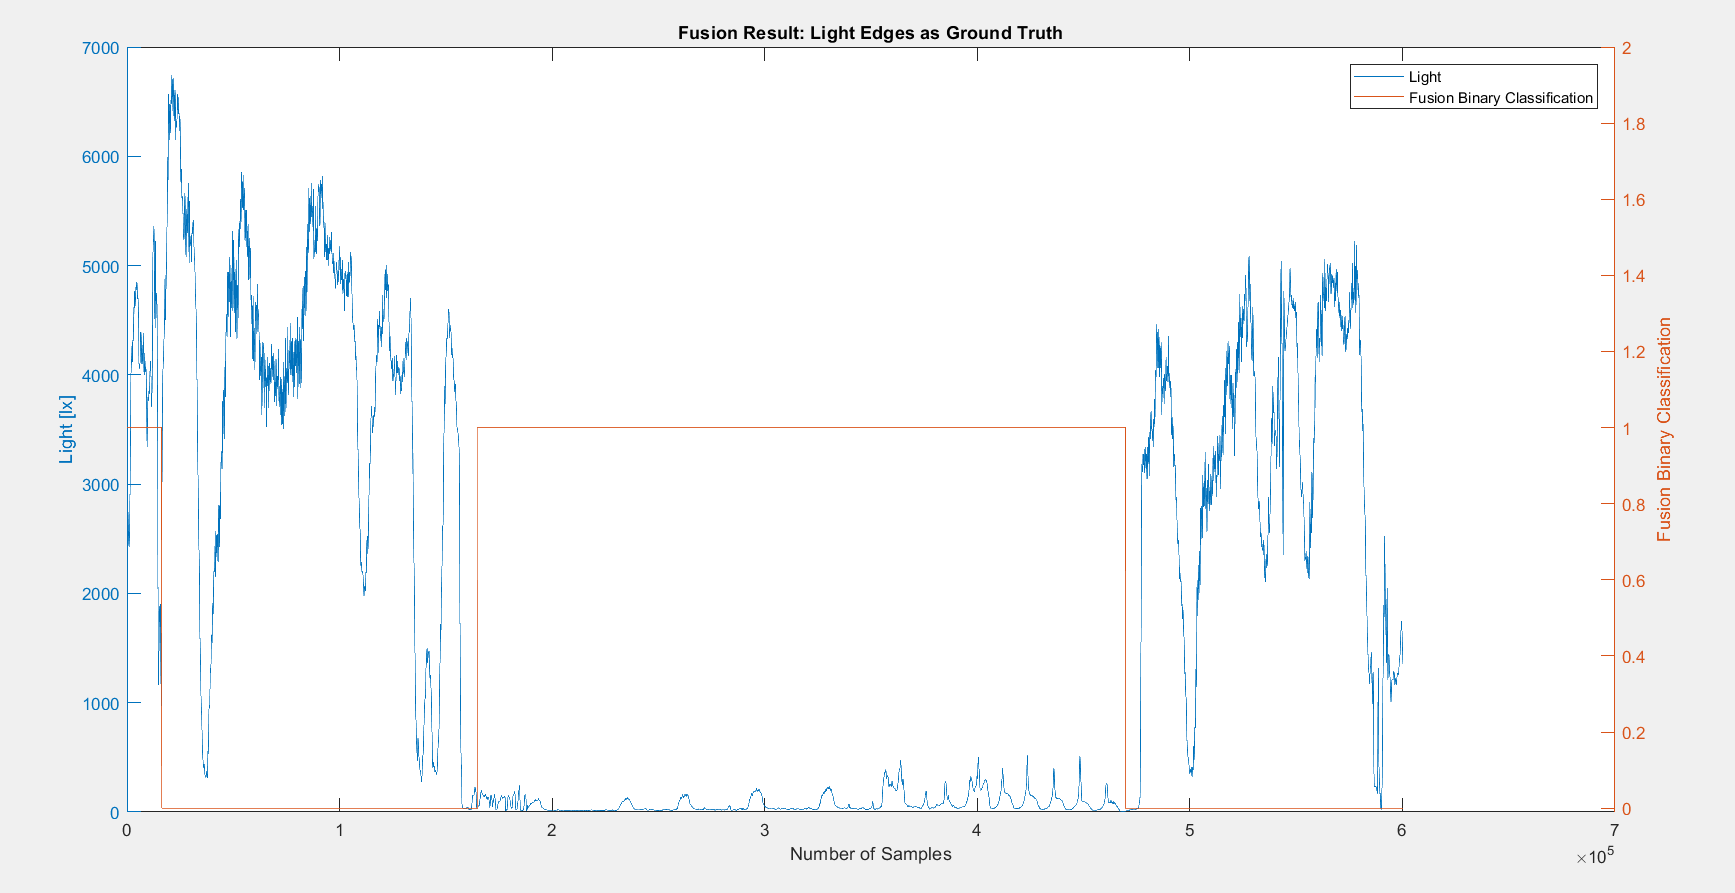 Fusion Result: Light Edges as Ground Truth
Light
Fusion Binary Classification
7000
6000
5000
4000
3000
2000
1000
0
Light [lx]
2
1.8
1.6
1.4
1.2
1
0.8
0.6
0.4
0.2
0
Fusion Binary Classification
0 1 2 3 4 5 6 7
×10⁵
Number of Samples